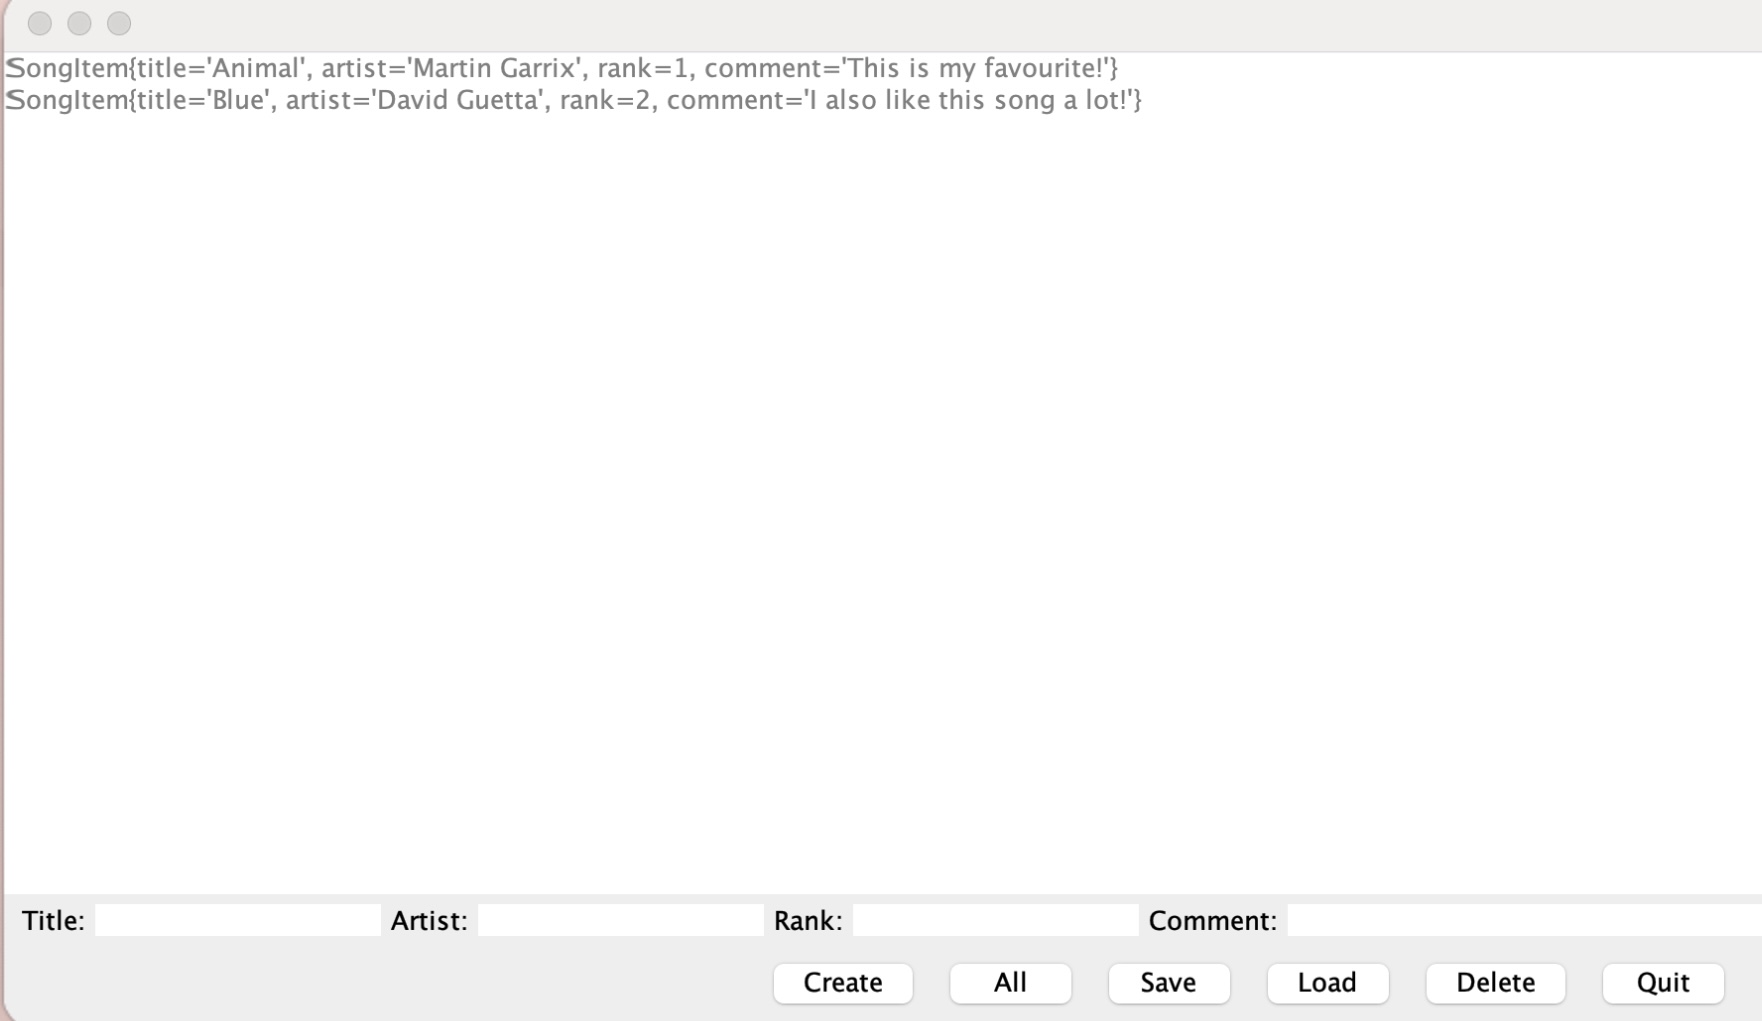 SongItem{title='Animal', artist='Martin Garrix', rank=1, comment='This is my favourite!'}
SongItem{title='Blue', artist='David Guetta', rank=2, comment='I also like this song a lot!'}
Title: Artist: Rank: Comment:
Create All Save Load Delete Quit